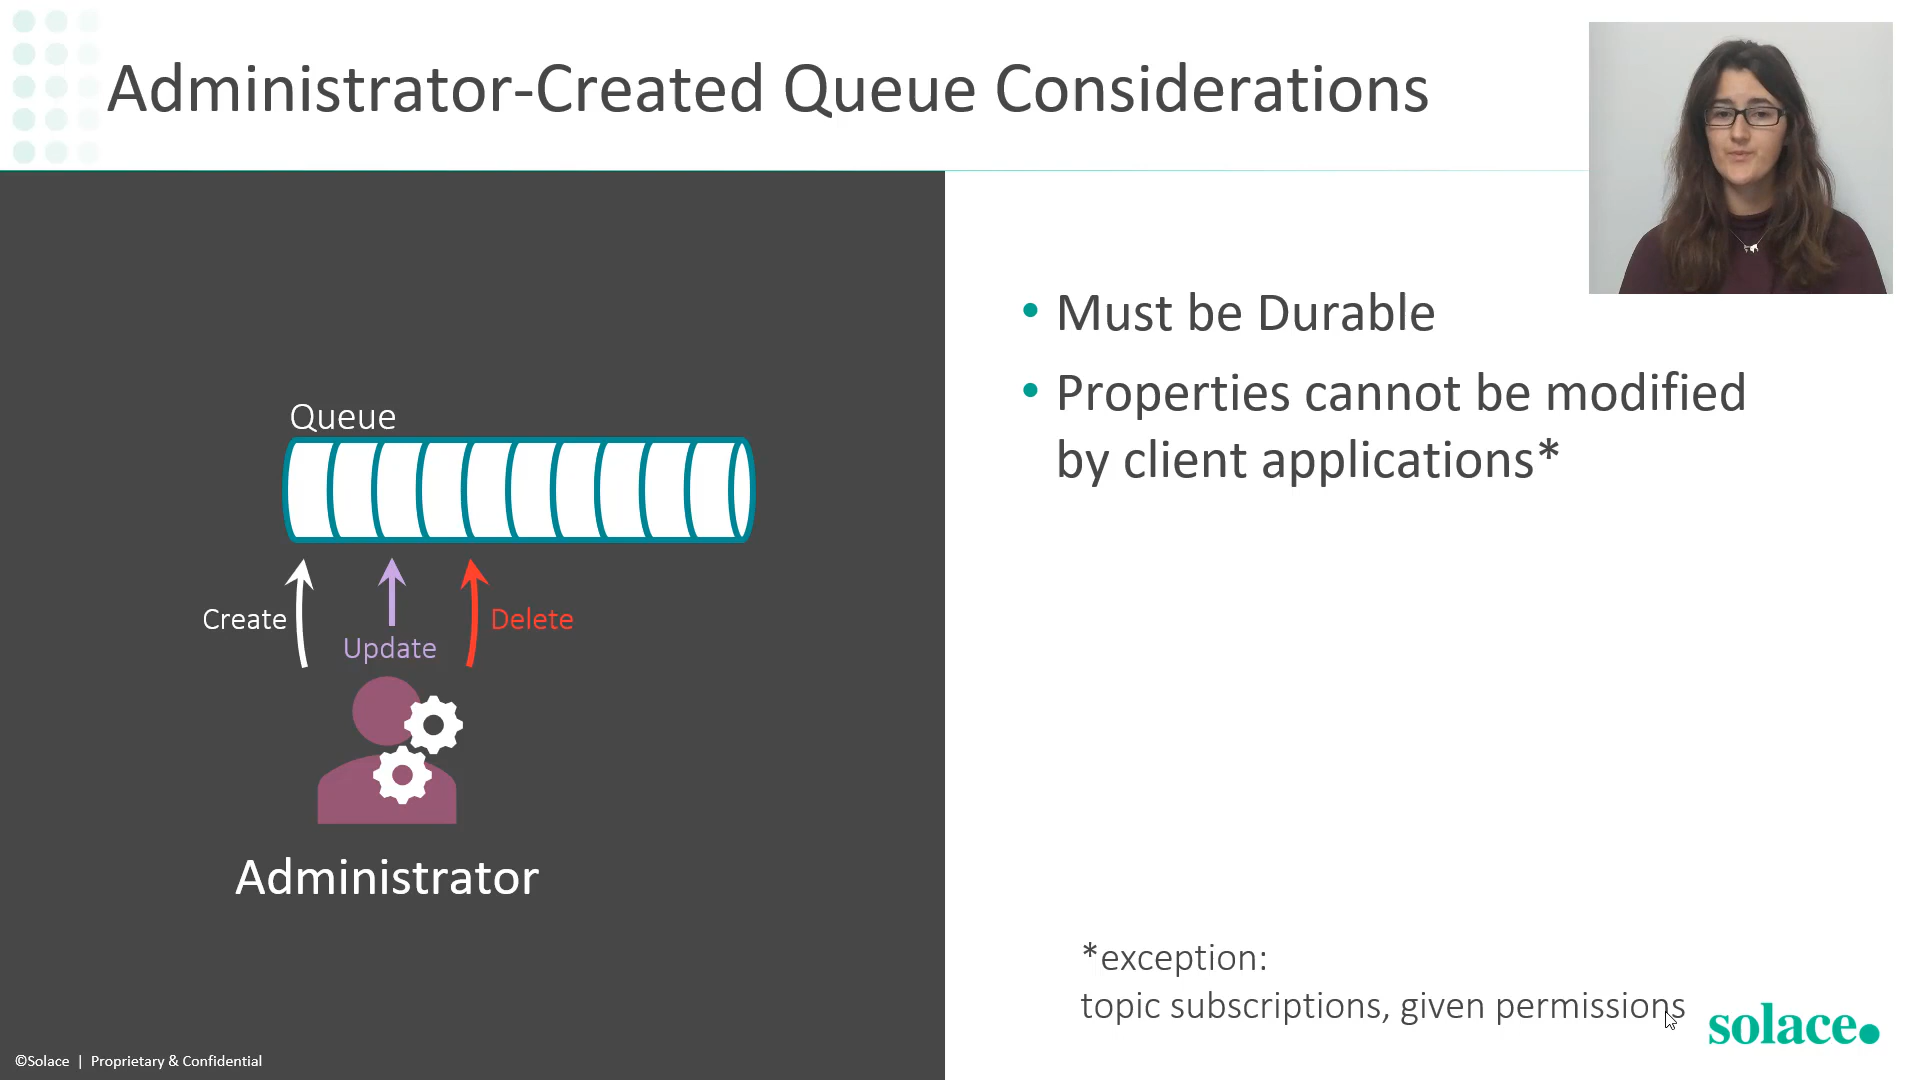 Administrator-Created Queue Considerations
Queue
Create
Update
Delete
Administrator
• Must be Durable
• Properties cannot be modified
by client applications*
*exception:
topic subscriptions, given permissions
solace.
©Solace | Proprietary & Confidential